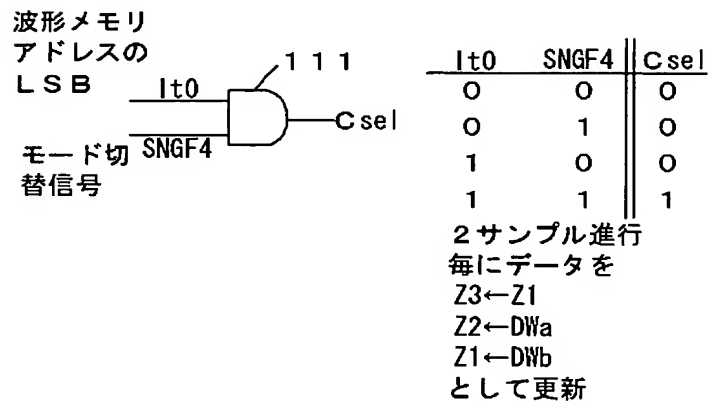 波形メモリ
アドレスの
LSB
It0
111
Csel
SNGF4
モード切
替信号
It0 SNGF4 Csel
0 0 0
0 1 0
1 0 0
1 1 1
2サンプル進行
毎にデータを
Z3←Z1
Z2←DWa
Z1←DWb
として更新